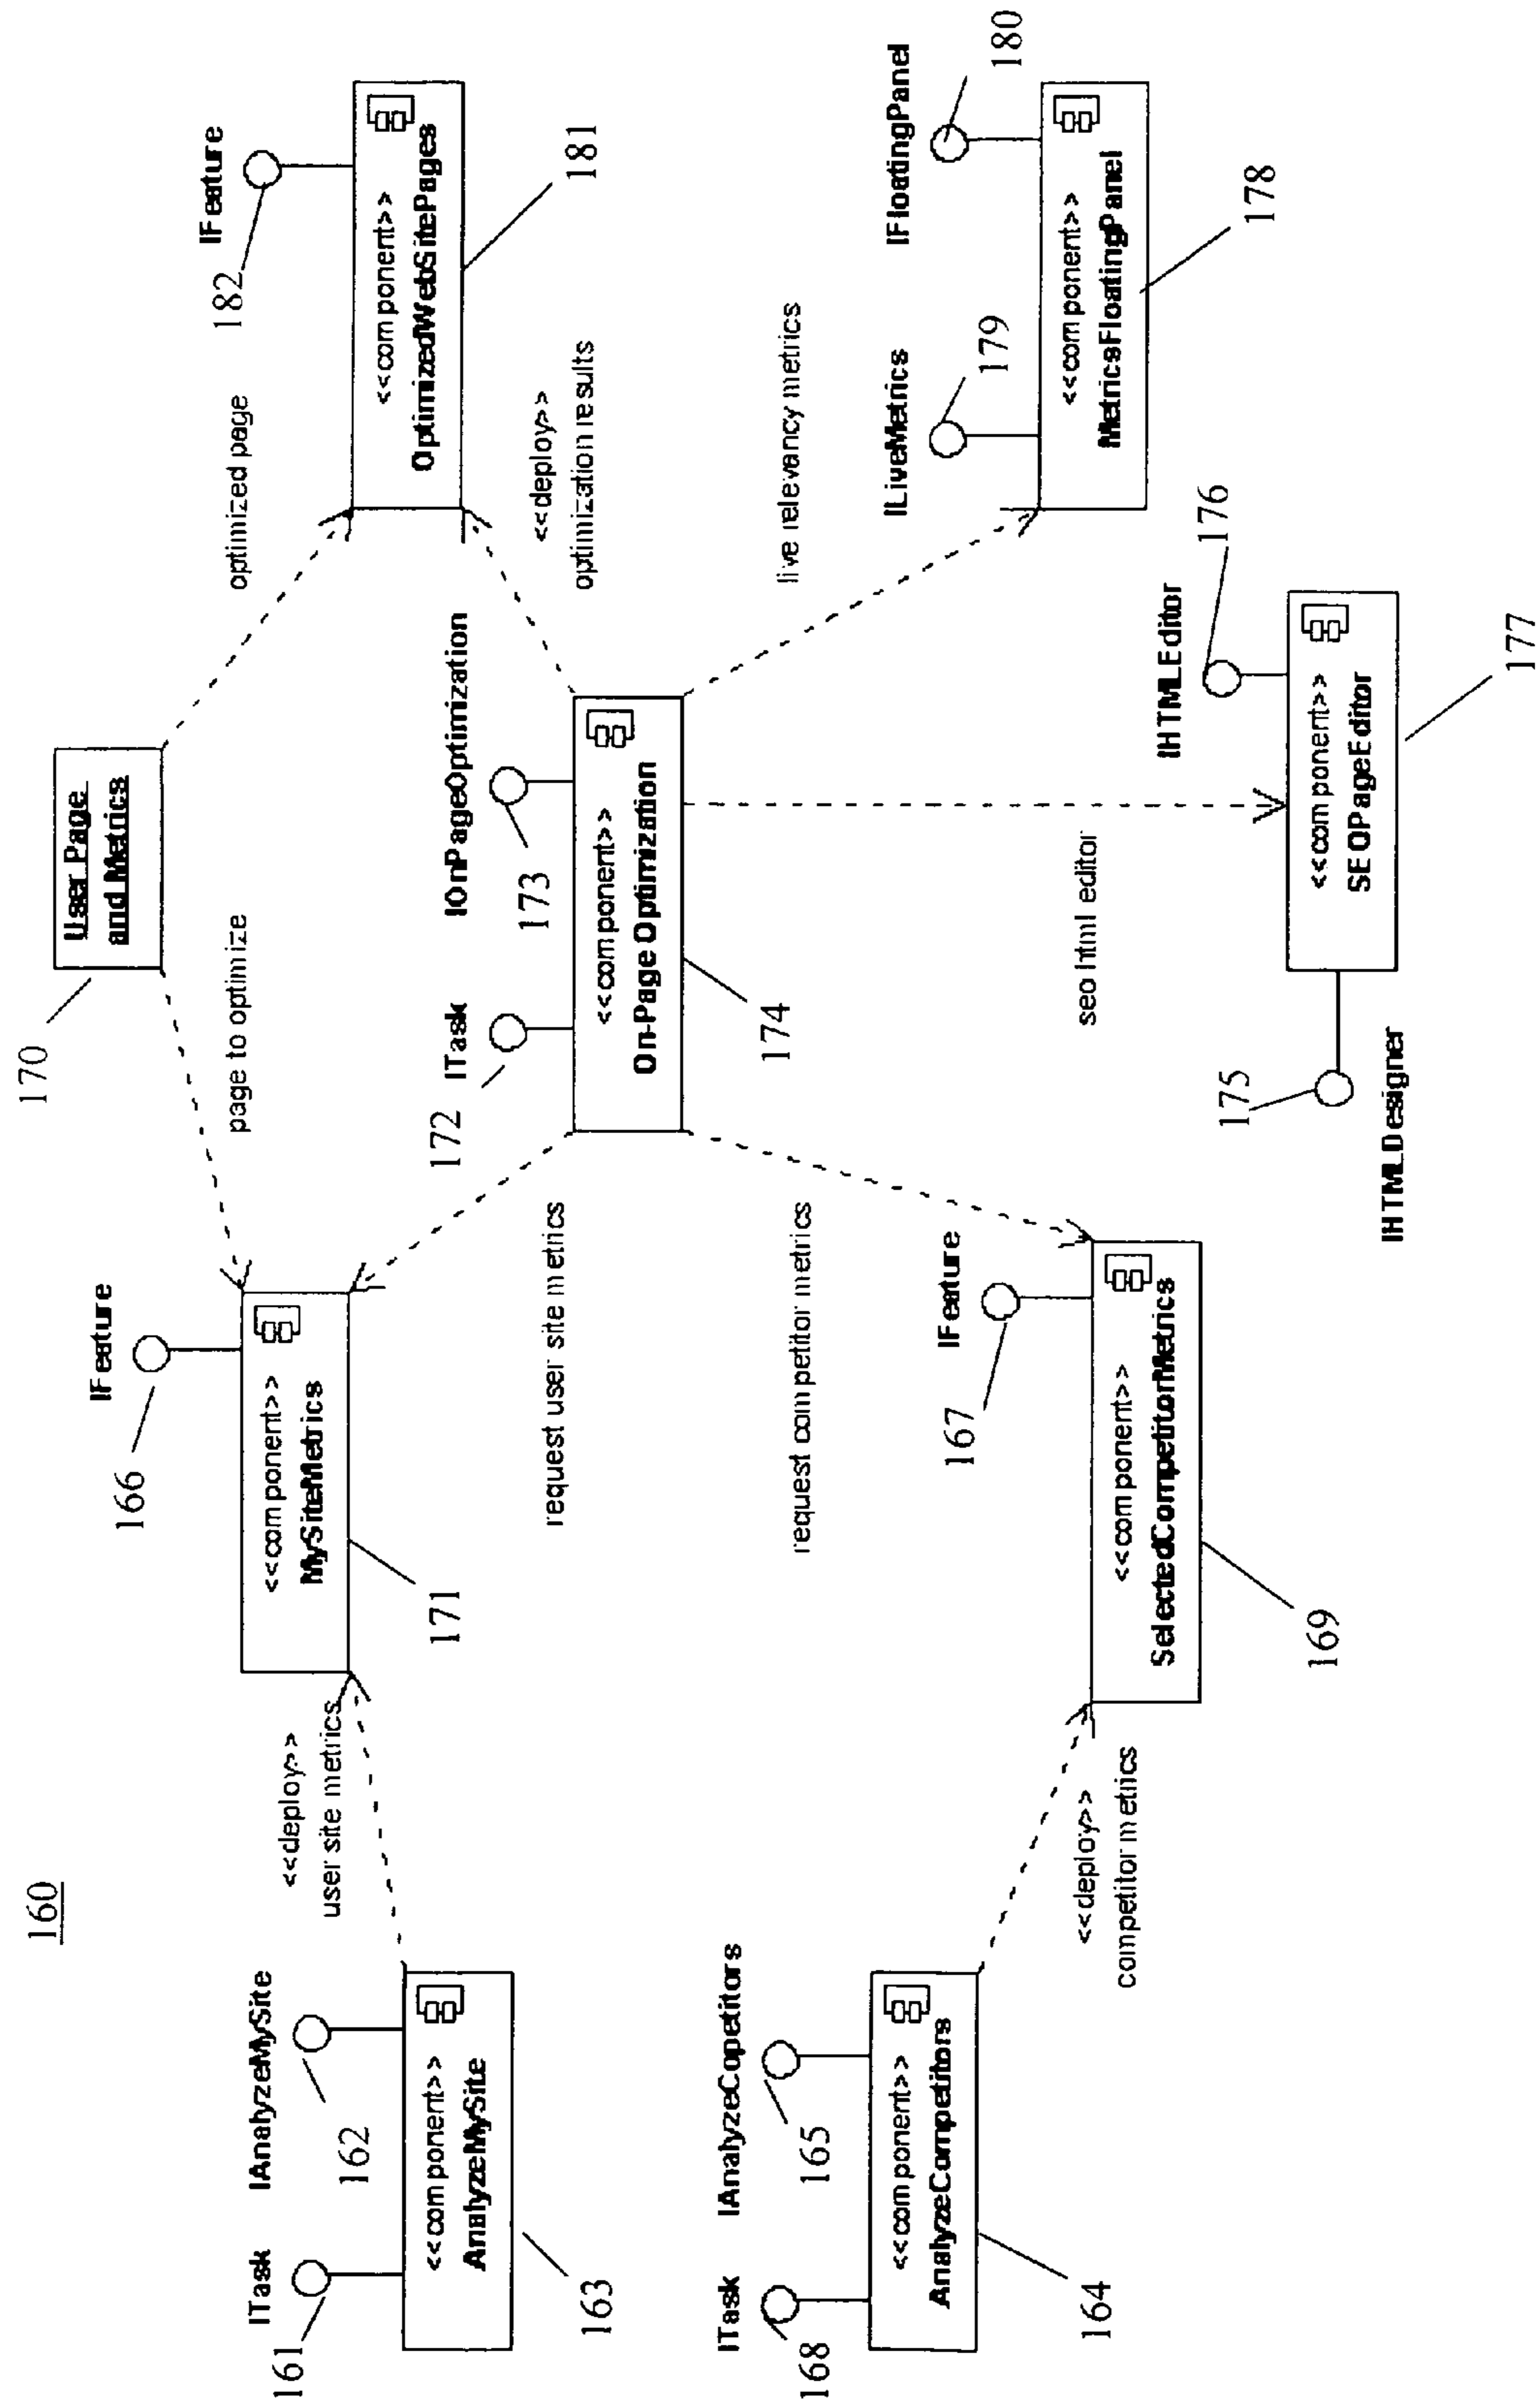 160
170
User Page
and Metrics
page to optimize
optimized page
IFeature
166
<<component>>
MySiteMetrics
171
IFeature
182
<<component>>
OptimizedWebSitePages
181
ITask
161
IAnalyzeMySite
162
<<component>>
AnalyzeMySite
163
<<deploy>>
user site metrics
ITask
172
IOnPageOptimization
173
<<component>>
On-Page Optimization
174
<<deploy>>
optimization results
request user site metrics
request competitor metrics
live relevancy metrics
ITask
168
IAnalyzeCopetitors
165
<<component>>
AnalyzeCompetitors
164
<<deploy>>
competitor metrics
IFeature
167
<<component>>
SelectedCompetitorMetrics
169
ILiveMetrics
179
IFloatingPanel
180
<<component>>
MetricsFloatingPanel
178
seo html editor
IHTMLDesigner
175
IHTMLEditor
176
<<component>>
SEOPageEditor
177